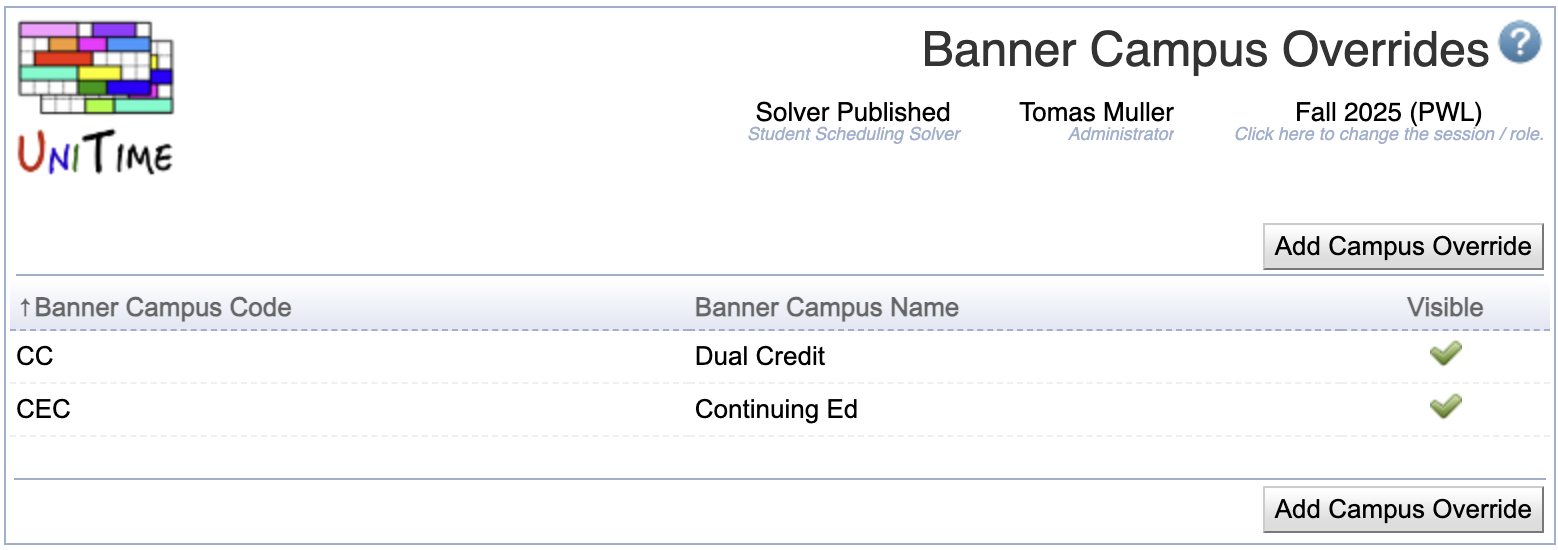 UNITIME
Banner Campus Overrides ?
Solver Published Tomas Muller Fall 2025 (PWL)
Student Scheduling Solver Administrator Click here to change the session / role.
Add Campus Override
↑Banner Campus Code Banner Campus Name Visible
CC Dual Credit
CEC Continuing Ed
Add Campus Override